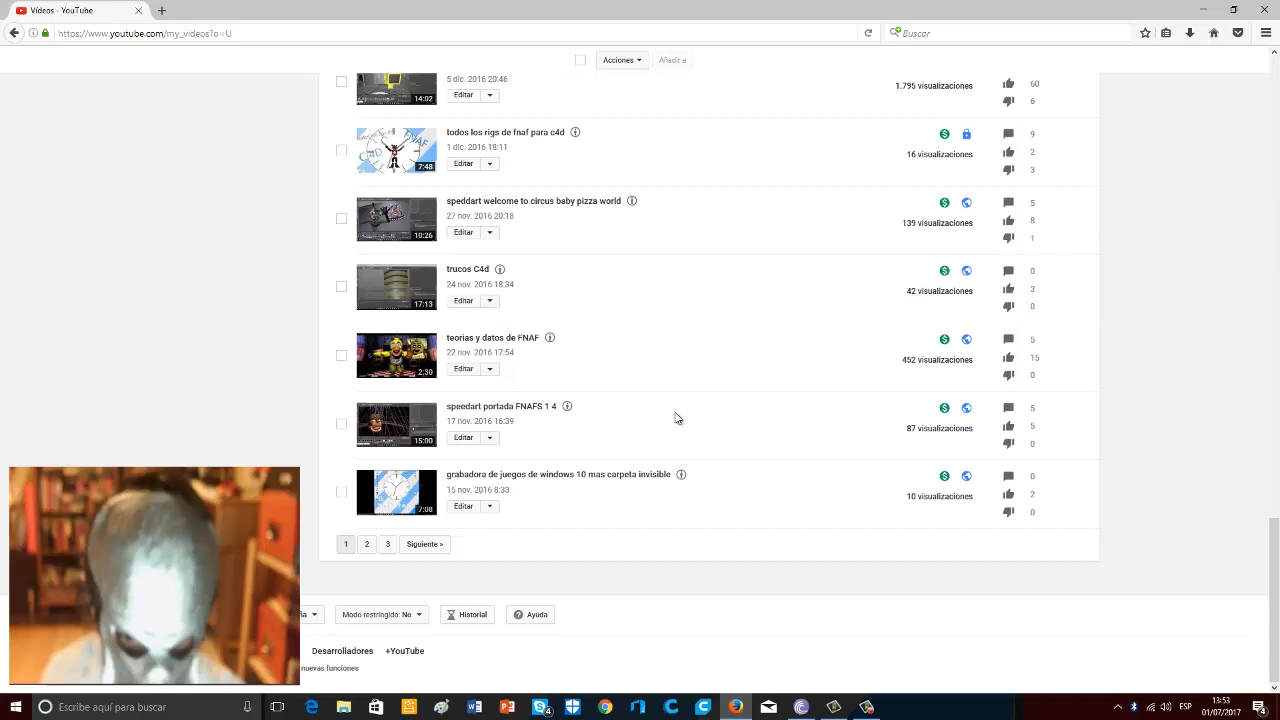 Vídeos - YouTube
https://www.youtube.com/my_videos?o=U
Buscar
Acciones
Añadir a
5 dic. 2016 20:46
14:02
Editar
1.795 visualizaciones
60
6
todos los rigs de fnaf para c4d
1 dic. 2016 18:11
7:48
Editar
16 visualizaciones
9
2
3
speddart welcome to circus baby pizza world
27 nov. 2016 20:18
10:26
Editar
139 visualizaciones
5
8
1
trucos C4d
24 nov. 2016 18:34
17:13
Editar
42 visualizaciones
0
3
0
teorias y datos de FNAF
22 nov. 2016 17:54
2:30
Editar
452 visualizaciones
5
15
0
speedart portada FNAFS 1 4
17 nov. 2016 16:39
15:00
Editar
87 visualizaciones
5
5
0
grabadora de juegos de windows 10 mas carpeta invisible
15 nov. 2016 8:33
7:08
Editar
10 visualizaciones
0
2
0
1 2 3 Siguiente »
Modo restringido: No
Historial
Ayuda
Desarrolladores +YouTube
nuevas funciones
Escribe aquí para buscar
ESP
13:53
01/07/2017